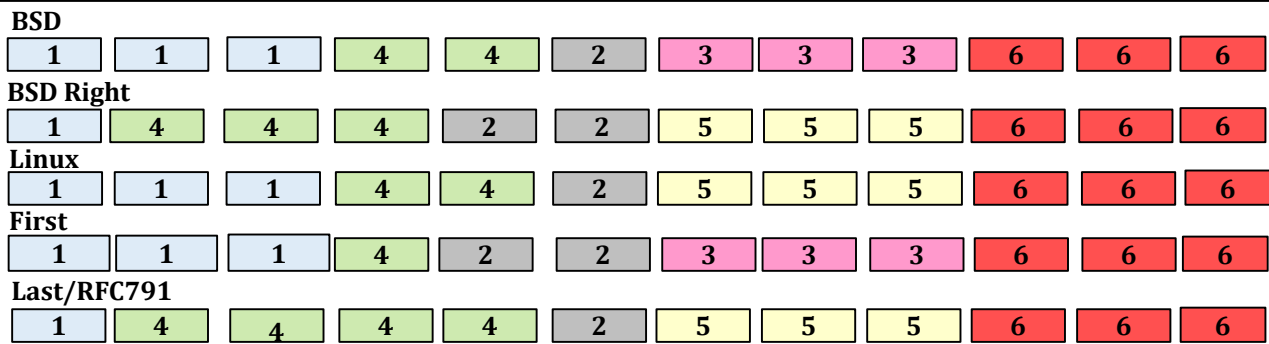 BSD
1 1 1 4 4 2 3 3 3 6 6 6
BSD Right
1 4 4 4 2 2 5 5 5 6 6 6
Linux
1 1 1 4 4 2 5 5 5 6 6 6
First
1 1 1 4 2 2 3 3 3 6 6 6
Last/RFC791
1 4 4 4 4 2 5 5 5 6 6 6